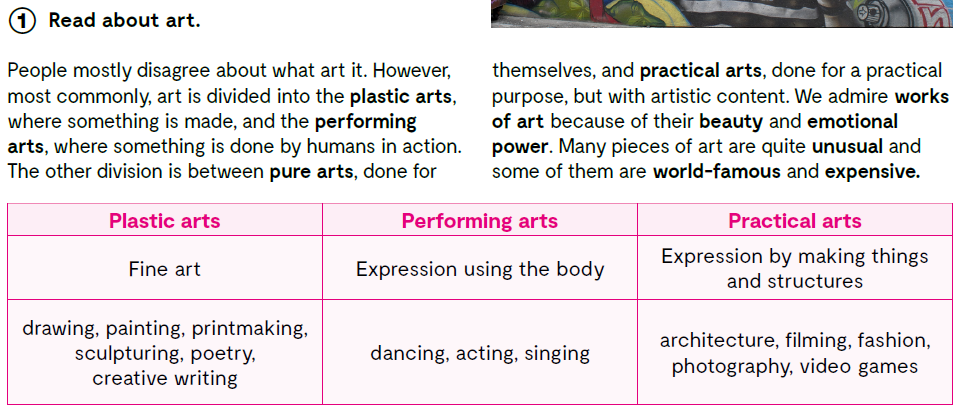 1 Read about art.
People mostly disagree about what art it. However,
most commonly, art is divided into the plastic arts,
where something is made, and the performing
arts, where something is done by humans in action.
The other division is between pure arts, done for
themselves, and practical arts, done for a practical
purpose, but with artistic content. We admire works
of art because of their beauty and emotional
power. Many pieces of art are quite unusual and
some of them are world-famous and expensive.
Plastic arts
Performing arts
Practical arts
Fine art
Expression using the body
Expression by making things
and structures
drawing, painting, printmaking,
sculpturing, poetry,
creative writing
dancing, acting, singing
architecture, filming, fashion,
photography, video games